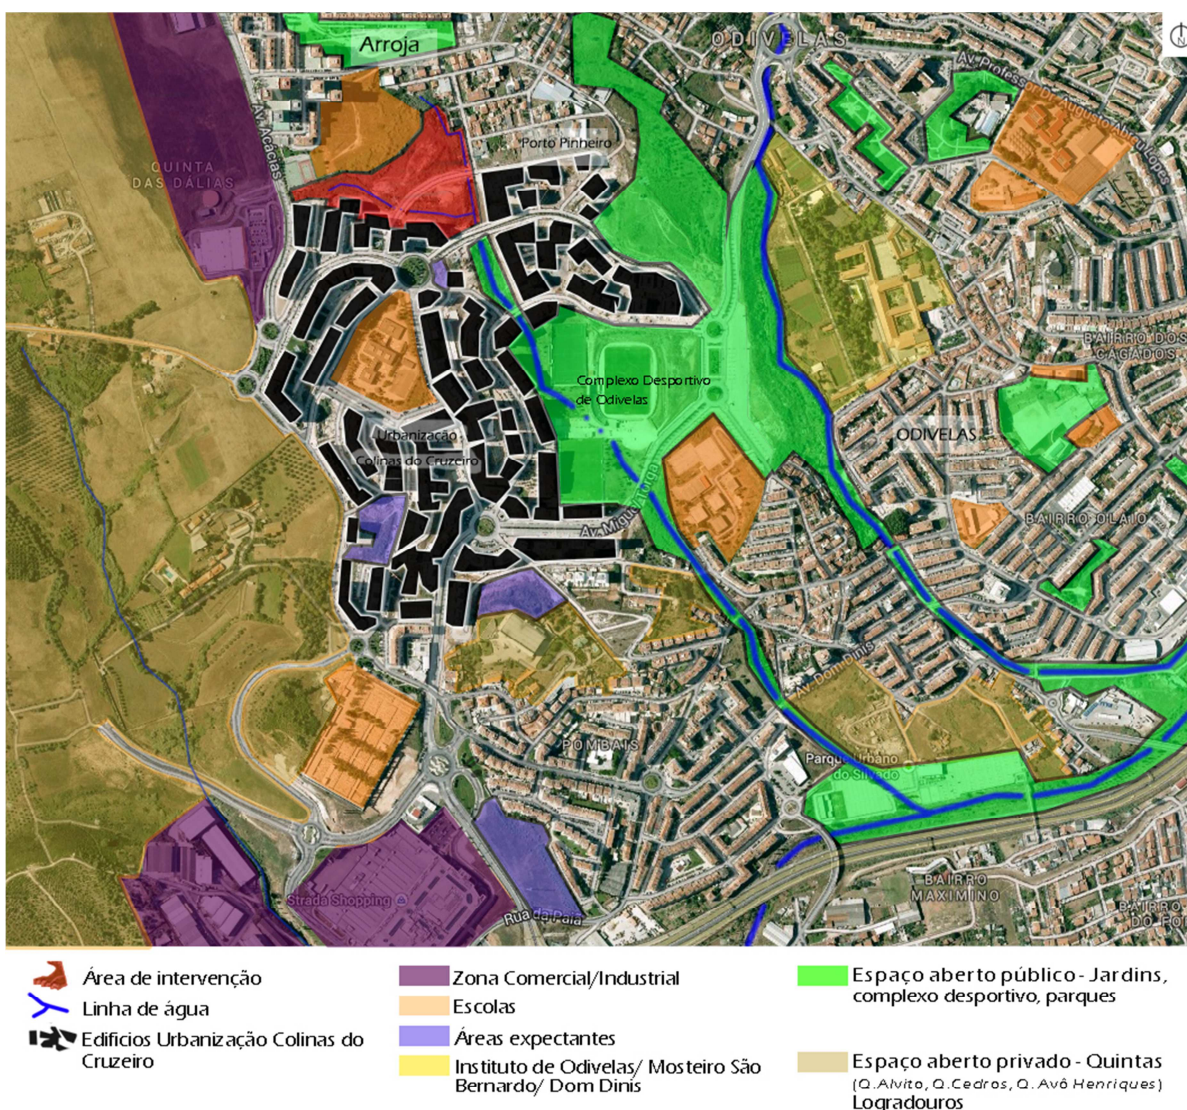 Arroja
ODIVELAS
N
Av. Professor Dr. Augusto Abreu Lopes
Av. Acácias
Porto Pinheiro
QUINTA
DAS DÁLIAS
BAIRRO DOS
CAGADOS
Complexo Desportivo
de Odivelas
ODIVELAS
Urbanização
Colinas do Cruzeiro
Av. Miguel Torga
BAIRRO OLAIO
Av. Dom Dinis
POMBAIS
Parque Urbano
do Silvado
BAIRRO
MAXIMINO
Strada Shopping
Rua da Paiã
BAIRRO
DO
Área de intervenção
Linha de água
Edificios Urbanização Colinas do
Cruzeiro
Zona Comercial/Industrial
Escolas
Áreas expectantes
Instituto de Odivelas/ Mosteiro São
Bernardo/ Dom Dinis
Espaço aberto público - Jardins,
complexo desportivo, parques
Espaço aberto privado - Quintas
(Q.Alvito, Q.Cedros, Q. Avô Henriques)
Logradouros